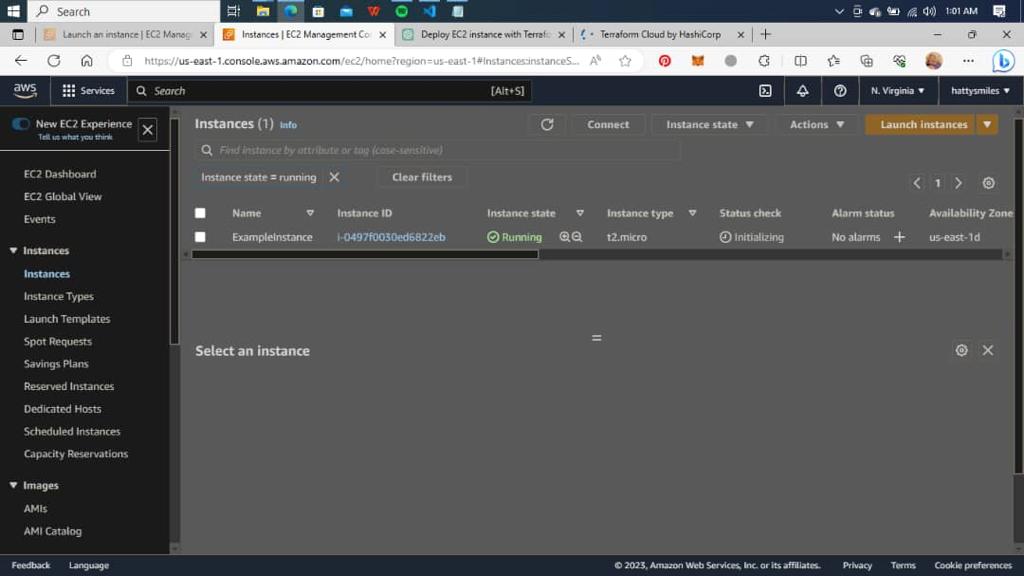 Search
1:01 AM
Launch an instance | EC2 Manag
Instances | EC2 Management Co
Deploy EC2 instance with Terrafo
Terraform Cloud by HashiCorp
https://us-east-1.console.aws.amazon.com/ec2/home?region=us-east-1#Instances:instanceS...
aws
Services
Search
[Alt+S]
N. Virginia
hattysmiles
New EC2 Experience
Tell us what you think
EC2 Dashboard
EC2 Global View
Events
Instances
Instances
Instance Types
Launch Templates
Spot Requests
Savings Plans
Reserved Instances
Dedicated Hosts
Scheduled Instances
Capacity Reservations
Images
AMIs
AMI Catalog
Instances (1) Info
Connect
Instance state
Actions
Launch instances
Find instance by attribute or tag (case-sensitive)
Instance state = running
Clear filters
1
Name Instance ID Instance state Instance type Status check Alarm status Availability Zone
ExampleInstance i-0497f0030ed6822eb Running t2.micro Initializing No alarms + us-east-1d
Select an instance
Feedback Language © 2023, Amazon Web Services, Inc. or its affiliates. Privacy Terms Cookie preferences